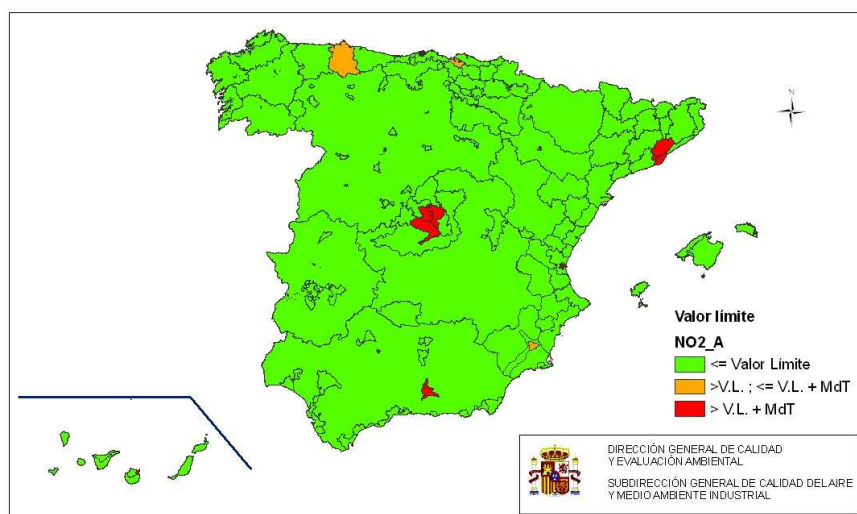 N
Valor límite
NO2_A
<= Valor Límite
>V.L. ; <= V.L. + MdT
> V.L. + MdT
DIRECCIÓN GENERAL DE CALIDAD
Y EVALUACIÓN AMBIENTAL
SUBDIRECCIÓN GENERAL DE CALIDAD DEL AIRE
Y MEDIO AMBIENTE INDUSTRIAL